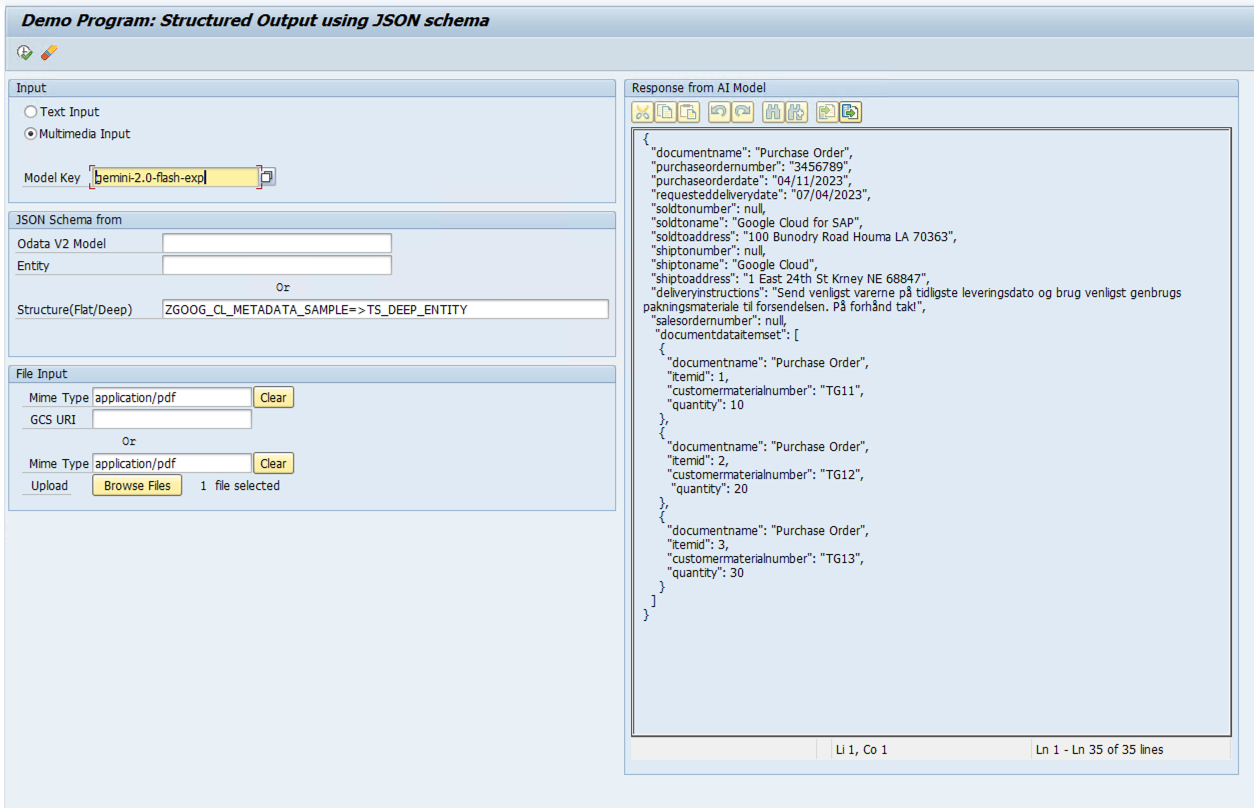 Demo Program: Structured Output using JSON schema
Input
Text Input
Multimedia Input
Model Key gemini-2.0-flash-exp
JSON Schema from
Odata V2 Model
Entity
Or
Structure(Flat/Deep) ZGOOG_CL_METADATA_SAMPLE=>TS_DEEP_ENTITY
File Input
Mime Type application/pdf Clear
GCS URI
Or
Mime Type application/pdf Clear
Upload Browse Files 1 file selected
Response from AI Model
{
"documentname": "Purchase Order",
"purchaseordernumber": "3456789",
"purchaseorderdate": "04/11/2023",
"requesteddeliverydate": "07/04/2023",
"soldtonumber": null,
"soldtoname": "Google Cloud for SAP",
"soldtoaddress": "100 Bunodry Road Houma LA 70363",
"shiptonumber": null,
"shiptoname": "Google Cloud",
"shiptoaddress": "1 East 24th St Krney NE 68847",
"deliveryinstructions": "Send venligst varerne på tidligste leveringsdato og brug venligst genbrugs
pakningsmateriale til forsendelsen. På forhånd tak!",
"salesordernumber": null,
"documentdataitemset": [
{
"documentname": "Purchase Order",
"itemid": 1,
"customermaterialnumber": "TG11",
"quantity": 10
},
{
"documentname": "Purchase Order",
"itemid": 2,
"customermaterialnumber": "TG12",
"quantity": 20
},
{
"documentname": "Purchase Order",
"itemid": 3,
"customermaterialnumber": "TG13",
"quantity": 30
}
]
}
Li 1, Co 1
Ln 1 - Ln 35 of 35 lines